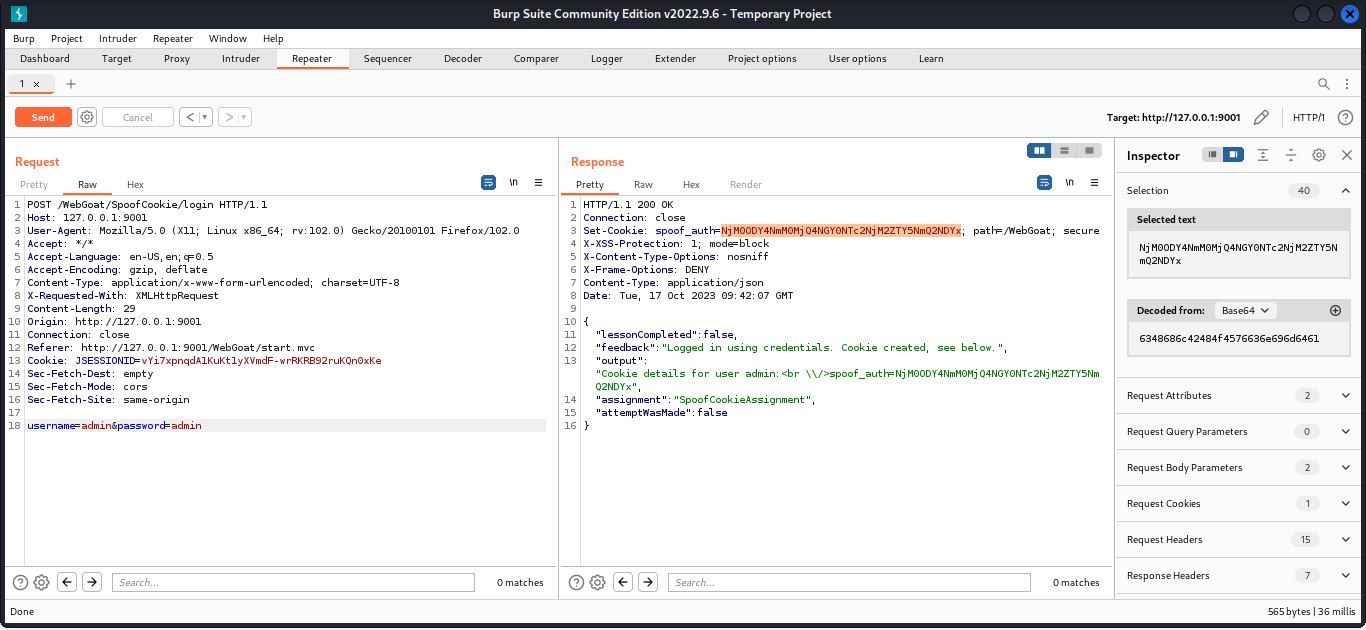 Burp Suite Community Edition v2022.9.6 - Temporary Project
Burp Project Intruder Repeater Window Help
Dashboard Target Proxy Intruder Repeater Sequencer Decoder Comparer Logger Extender Project options User options Learn
1 × +
Send Cancel < > Target: http://127.0.0.1:9001 HTTP/1 ?
Request
Pretty Raw Hex \n
1 POST /WebGoat/SpoofCookie/login HTTP/1.1
2 Host: 127.0.0.1:9001
3 User-Agent: Mozilla/5.0 (X11; Linux x86_64; rv:102.0) Gecko/20100101 Firefox/102.0
4 Accept: */*
5 Accept-Language: en-US,en;q=0.5
6 Accept-Encoding: gzip, deflate
7 Content-Type: application/x-www-form-urlencoded; charset=UTF-8
8 X-Requested-With: XMLHttpRequest
9 Content-Length: 29
10 Origin: http://127.0.0.1:9001
11 Connection: close
12 Referer: http://127.0.0.1:9001/WebGoat/start.mvc
13 Cookie: JSESSIONID=vYi7xpnqdA1KuKt1yXVmdF-wrRKRB92ruKQn0xKe
14 Sec-Fetch-Dest: empty
15 Sec-Fetch-Mode: cors
16 Sec-Fetch-Site: same-origin
17
18 username=admin&password=admin
? Search... 0 matches
Response
Pretty Raw Hex Render \n
1 HTTP/1.1 200 OK
2 Connection: close
3 Set-Cookie: spoof_auth=NjM0ODY4NmM0MjQ4NGY0NTc2NjM2ZTY5NmQ2NDYx; path=/WebGoat; secure
4 X-XSS-Protection: 1; mode=block
5 X-Content-Type-Options: nosniff
6 X-Frame-Options: DENY
7 Content-Type: application/json
8 Date: Tue, 17 Oct 2023 09:42:07 GMT
9
10 {
11 "lessonCompleted":false,
12 "feedback":"Logged in using credentials. Cookie created, see below.",
13 "output":
"Cookie details for user admin:<br \\/>spoof_auth=NjM0ODY4NmM0MjQ4NGY0NTc2NjM2ZTY5Nm
Q2NDYx",
14 "assignment":"SpoofCookieAssignment",
15 "attemptWasMade":false
16 }
? Search... 0 matches
Inspector
Selection 40
Selected text
NjM0ODY4NmM0MjQ4NGY0NTc2NjM2ZTY5N
mQ2NDYx
Decoded from: Base64
6348686c42484f4576636e696d6461
Request Attributes 2
Request Query Parameters 0
Request Body Parameters 2
Request Cookies 1
Request Headers 15
Response Headers 7
Done 565 bytes | 36 millis